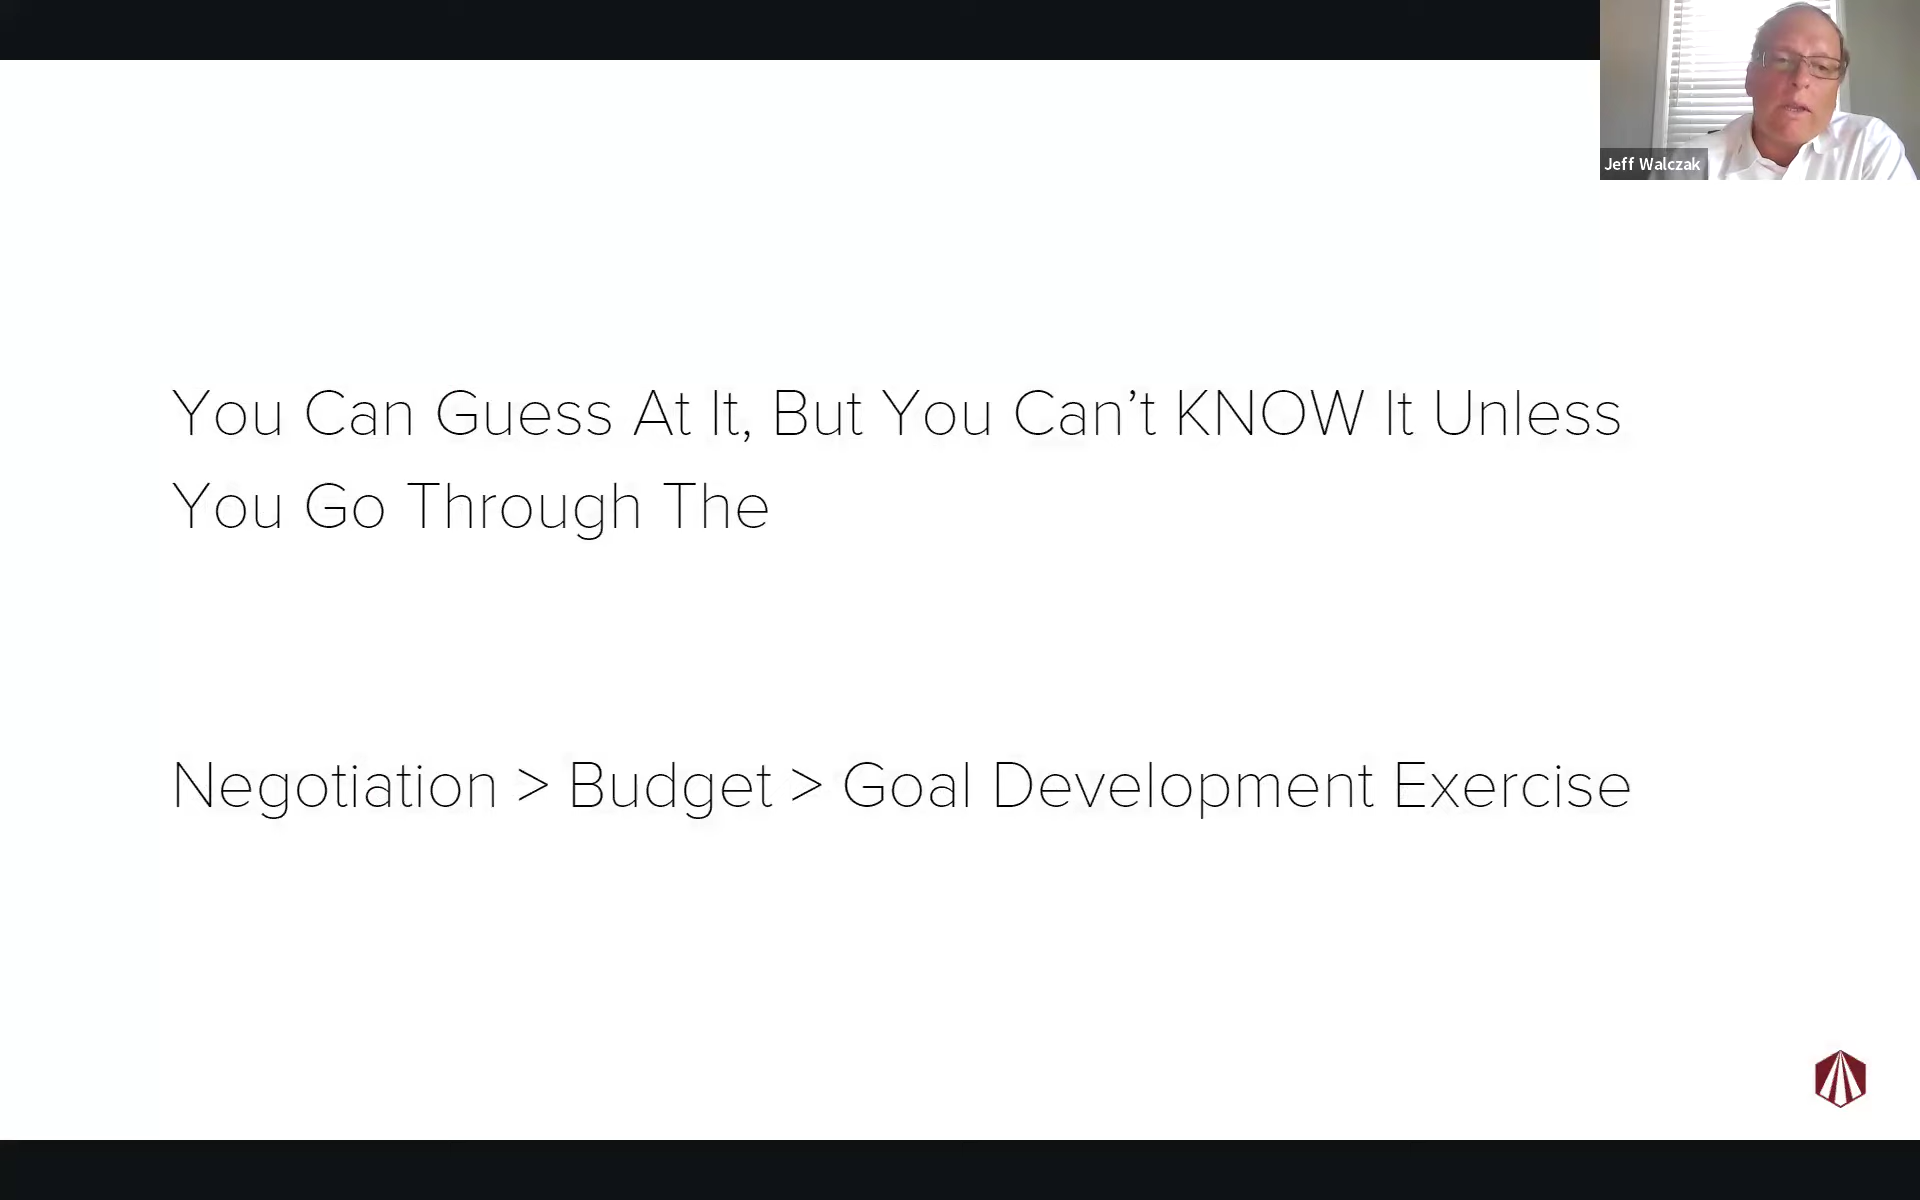 Jeff Walczak
You Can Guess At It, But You Can’t KNOW It Unless
You Go Through The
Negotiation > Budget > Goal Development Exercise